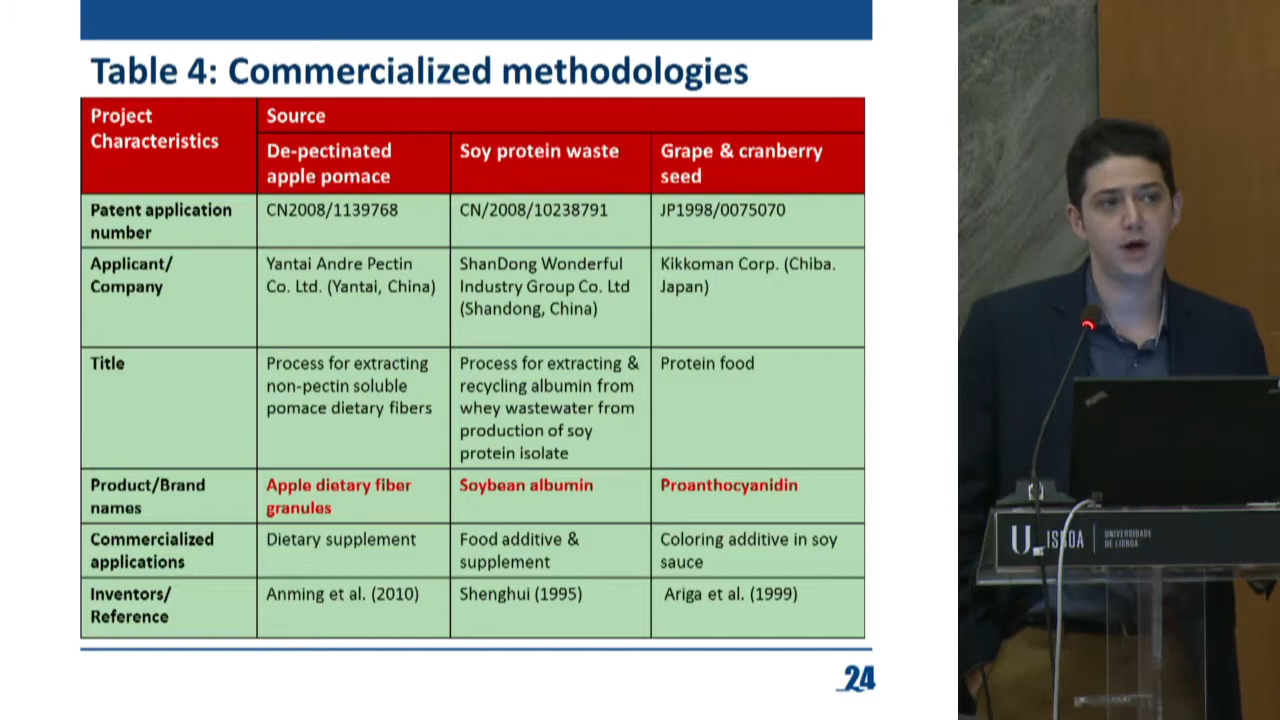 Table 4: Commercialized methodologies
Project
Characteristics
Source
De-pectinated
apple pomace
Soy protein waste
Grape & cranberry
seed
Patent application
number
CN2008/1139768
CN/2008/10238791
JP1998/0075070
Applicant/
Company
Yantai Andre Pectin
Co. Ltd. (Yantai, China)
ShanDong Wonderful
Industry Group Co. Ltd
(Shandong, China)
Kikkoman Corp. (Chiba.
Japan)
Title
Process for extracting
non-pectin soluble
pomace dietary fibers
Process for extracting &
recycling albumin from
whey wastewater from
production of soy
protein isolate
Protein food
Product/Brand
names
Apple dietary fiber
granules
Soybean albumin
Proanthocyanidin
Commercialized
applications
Dietary supplement
Food additive &
supplement
Coloring additive in soy
sauce
Inventors/
Reference
Anming et al. (2010)
Shenghui (1995)
Ariga et al. (1999)
24
U LISBOA
UNIVERSIDADE
DE LISBOA